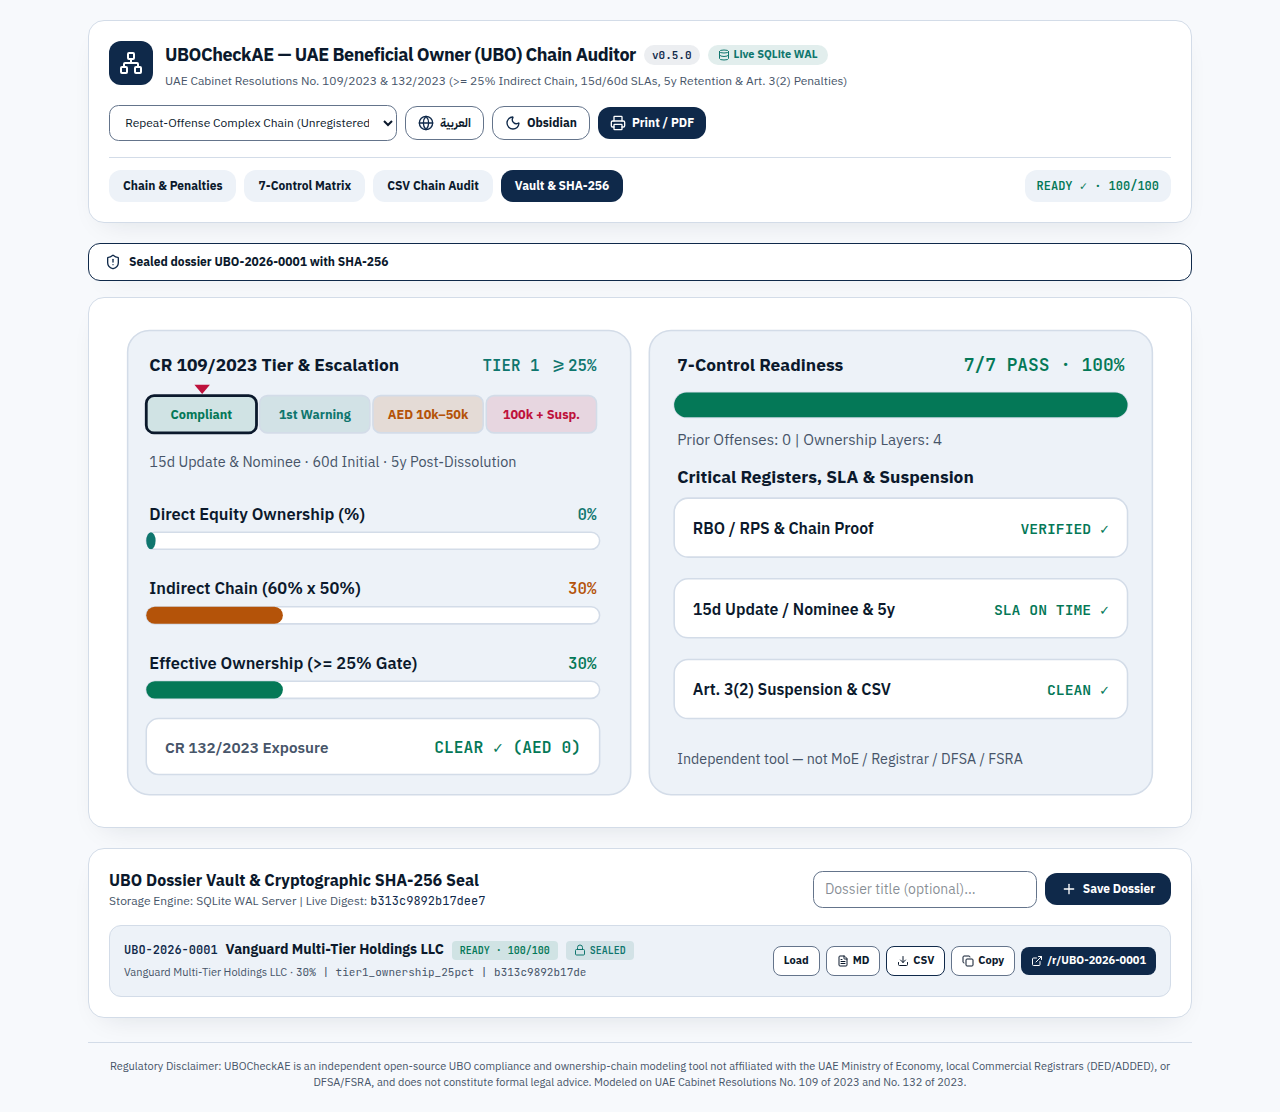 UBOCheckAE — UAE Beneficial Owner (UBO) Chain Auditor v0.5.0 Live SQLite WAL
UAE Cabinet Resolutions No. 109/2023 & 132/2023 (>= 25% Indirect Chain, 15d/60d SLAs, 5y Retention & Art. 3(2) Penalties)
Repeat-Offense Complex Chain (Unregistered العربية Obsidian Print / PDF
Chain & Penalties 7-Control Matrix CSV Chain Audit Vault & SHA-256 READY ✓ · 100/100
Sealed dossier UBO-2026-0001 with SHA-256
CR 109/2023 Tier & Escalation TIER 1 ⩾25%
Compliant 1st Warning AED 10k–50k 100k + Susp.
15d Update & Nominee · 60d Initial · 5y Post-Dissolution
Direct Equity Ownership (%) 0%
Indirect Chain (60% x 50%) 30%
Effective Ownership (>= 25% Gate) 30%
CR 132/2023 Exposure CLEAR ✓ (AED 0)
7-Control Readiness 7/7 PASS · 100%
Prior Offenses: 0 | Ownership Layers: 4
Critical Registers, SLA & Suspension
RBO / RPS & Chain Proof VERIFIED ✓
15d Update / Nominee & 5y SLA ON TIME ✓
Art. 3(2) Suspension & CSV CLEAN ✓
Independent tool — not MoE / Registrar / DFSA / FSRA
UBO Dossier Vault & Cryptographic SHA-256 Seal
Storage Engine: SQLite WAL Server | Live Digest: b313c9892b17dee7
Dossier title (optional)... Save Dossier
UBO-2026-0001 Vanguard Multi-Tier Holdings LLC READY · 100/100 SEALED
Vanguard Multi-Tier Holdings LLC · 30% | tier1_ownership_25pct | b313c9892b17de
Load MD CSV Copy /r/UBO-2026-0001
Regulatory Disclaimer: UBOCheckAE is an independent open-source UBO compliance and ownership-chain modeling tool not affiliated with the UAE Ministry of Economy, local Commercial Registrars (DED/ADDED), or
DFSA/FSRA, and does not constitute formal legal advice. Modeled on UAE Cabinet Resolutions No. 109 of 2023 and No. 132 of 2023.